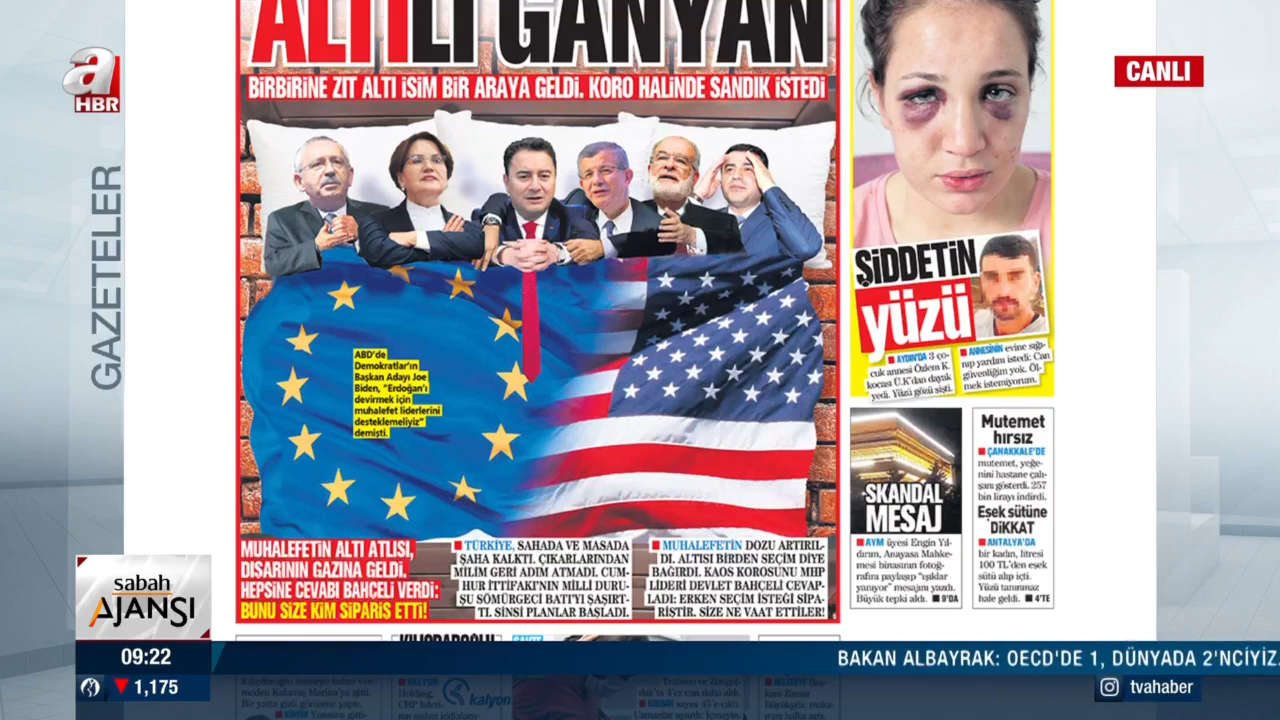 ALTILI GANYAN
BİRBİRİNE ZIT ALTI İSİM BİR ARAYA GELDİ. KORO HALİNDE SANDIK İSTEDİ
ABD'de
Demokratlar'ın
Başkan Adayı Joe
Biden, "Erdoğan'ı
devirmek için
muhalefet liderlerini
desteklemeliyiz"
demişti.
MUHALEFETİN ALTI ATLISI,
DIŞARININ GAZINA GELDİ.
HEPSİNE CEVABI BAHÇELİ VERDİ:
BUNU SİZE KİM SİPARİŞ ETTİ!
TÜRKİYE, SAHADA VE MASADA
ŞAHA KALKTI. ÇIKARLARINDAN
MİLİM GERİ ADIM ATMADI. CUM-
HUR İTTİFAKI'NIN MİLLİ DURU-
ŞU SÖMÜRGECİ BATI'YI ŞAŞIRT-
TI. SİNSİ PLANLAR BAŞLADI.
MUHALEFETİN DOZU ARTIRIL-
DI. ALTISI BİRDEN SEÇİM DİYE
BAĞIRDI. KAOS KOROSUNU MHP
LİDERİ DEVLET BAHÇELİ CEVAP-
LADI: ERKEN SEÇİM İSTEĞİ SİPA-
RİŞTİR. SİZE NE VAAT ETTİLER!
ŞİDDETİN
yüzü
AYDIN'DA 3 ço-
cuk annesi Özlem K.
kocası Ü.K'dan dayak
yedi. Yüzü gözü şişti.
ANNESİNİN evine sığı-
nıp yardım istedi: Can
güvenliğim yok. Öl-
mek istemiyorum.
SKANDAL
MESAJ
AYM üyesi Engin Yıl-
dırım, Anayasa Mahke-
mesi binasının fotoğ-
rafını paylaşıp "ışıklar
yanıyor" mesajını yazdı.
Büyük tepki aldı. 9'DA
Mutemet
hırsız
ÇANAKKALE'DE
mutemet, yeğe-
nini hastane çalı-
şanı gösterdi. 257
bin lirayı indirdi.
Eşek sütüne
DİKKAT
ANTALYA'DA
bir kadın, litresi
100 TL'den eşek
sütü alıp içti.
Yüzü tanınmaz
hale geldi. 4'TE
a
HBR
GAZETELER
CANLI
sabah
AJANSI
09:22
1,175
BAKAN ALBAYRAK: OECD'DE 1, DÜNYADA 2'NCİYİZ.
tvahaber
KALYON
Holding,
kalyon